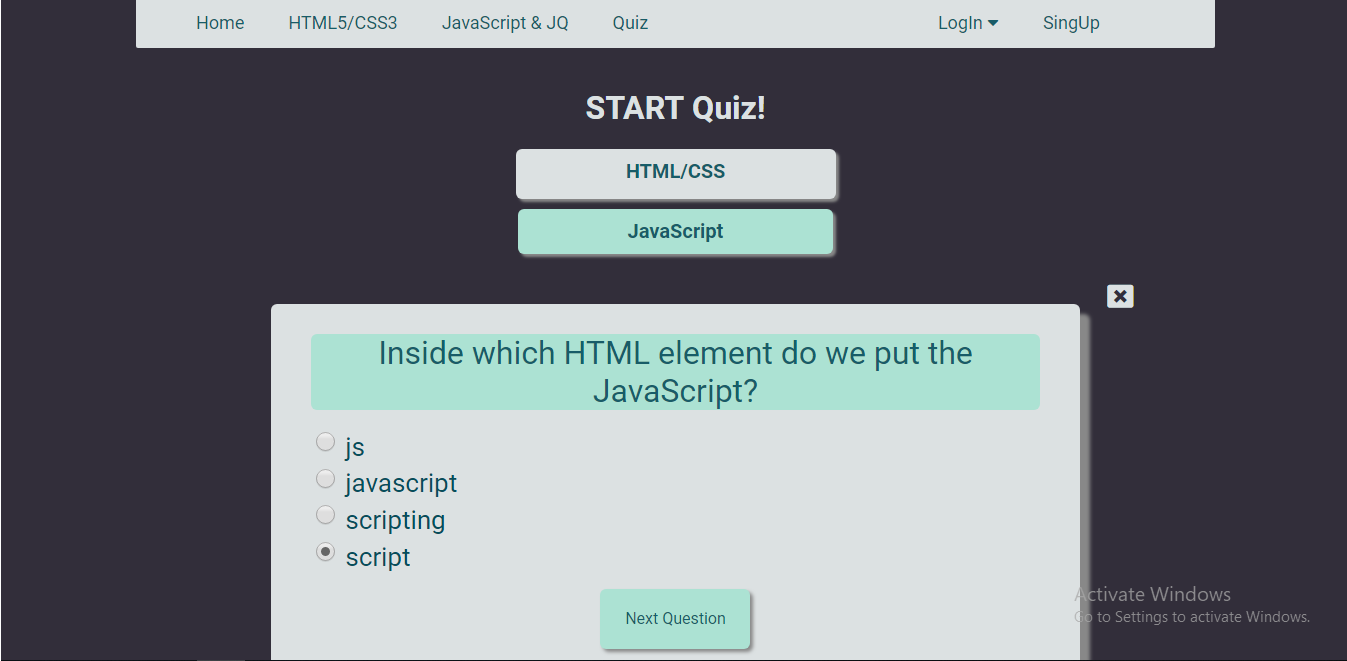 Home HTML5/CSS3 JavaScript & JQ Quiz LogIn SingUp
START Quiz!
HTML/CSS
JavaScript
Inside which HTML element do we put the
JavaScript?
js
javascript
scripting
script
Next Question
Activate Windows
Go to Settings to activate Windows.